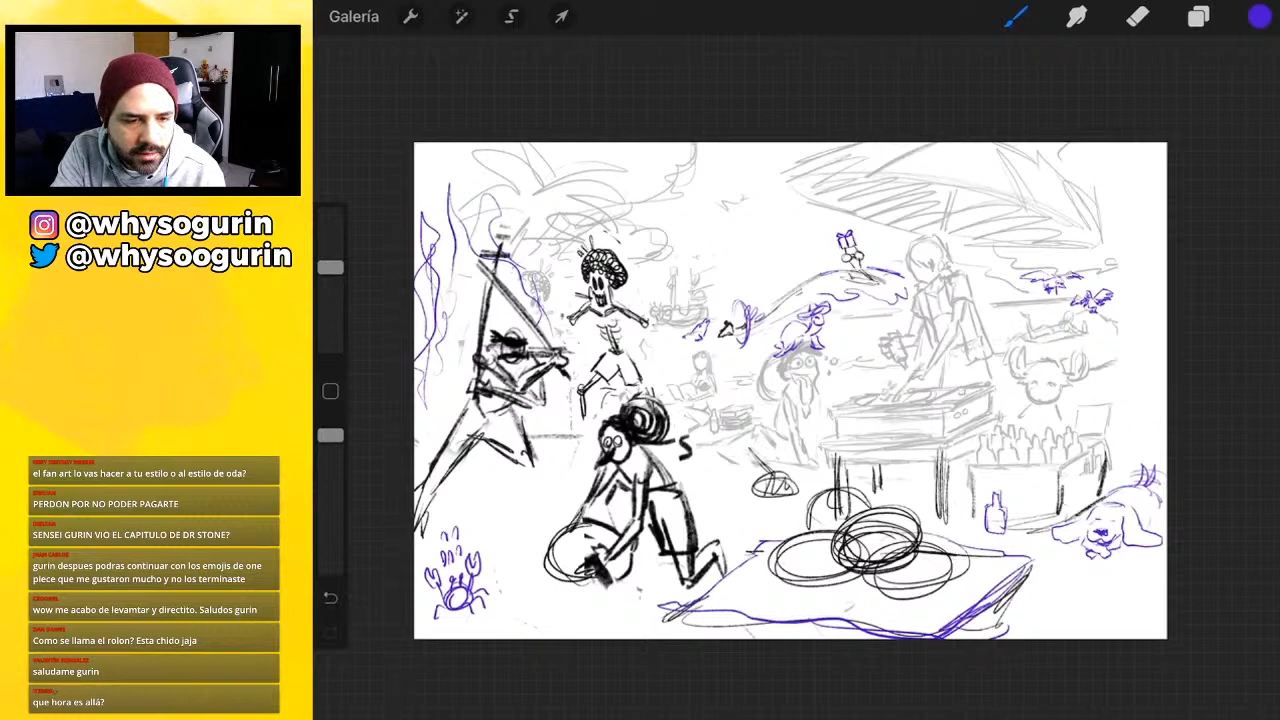 Galería
@whysogurin
@whysoogurin
el fan art lo vas hacer a tu estilo o al estilo de oda?
PERDON POR NO PODER PAGARTE
SENSEI GURIN VIO EL CAPITULO DE DR STONE?
gurin despues podras continuar con los emojis de one
piece que me gustaron mucho y no los terminaste
wow me acabo de levamtar y directito. Saludos gurin
Como se llama el rolon? Esta chido jaja
saludame gurin
que hora es allá?